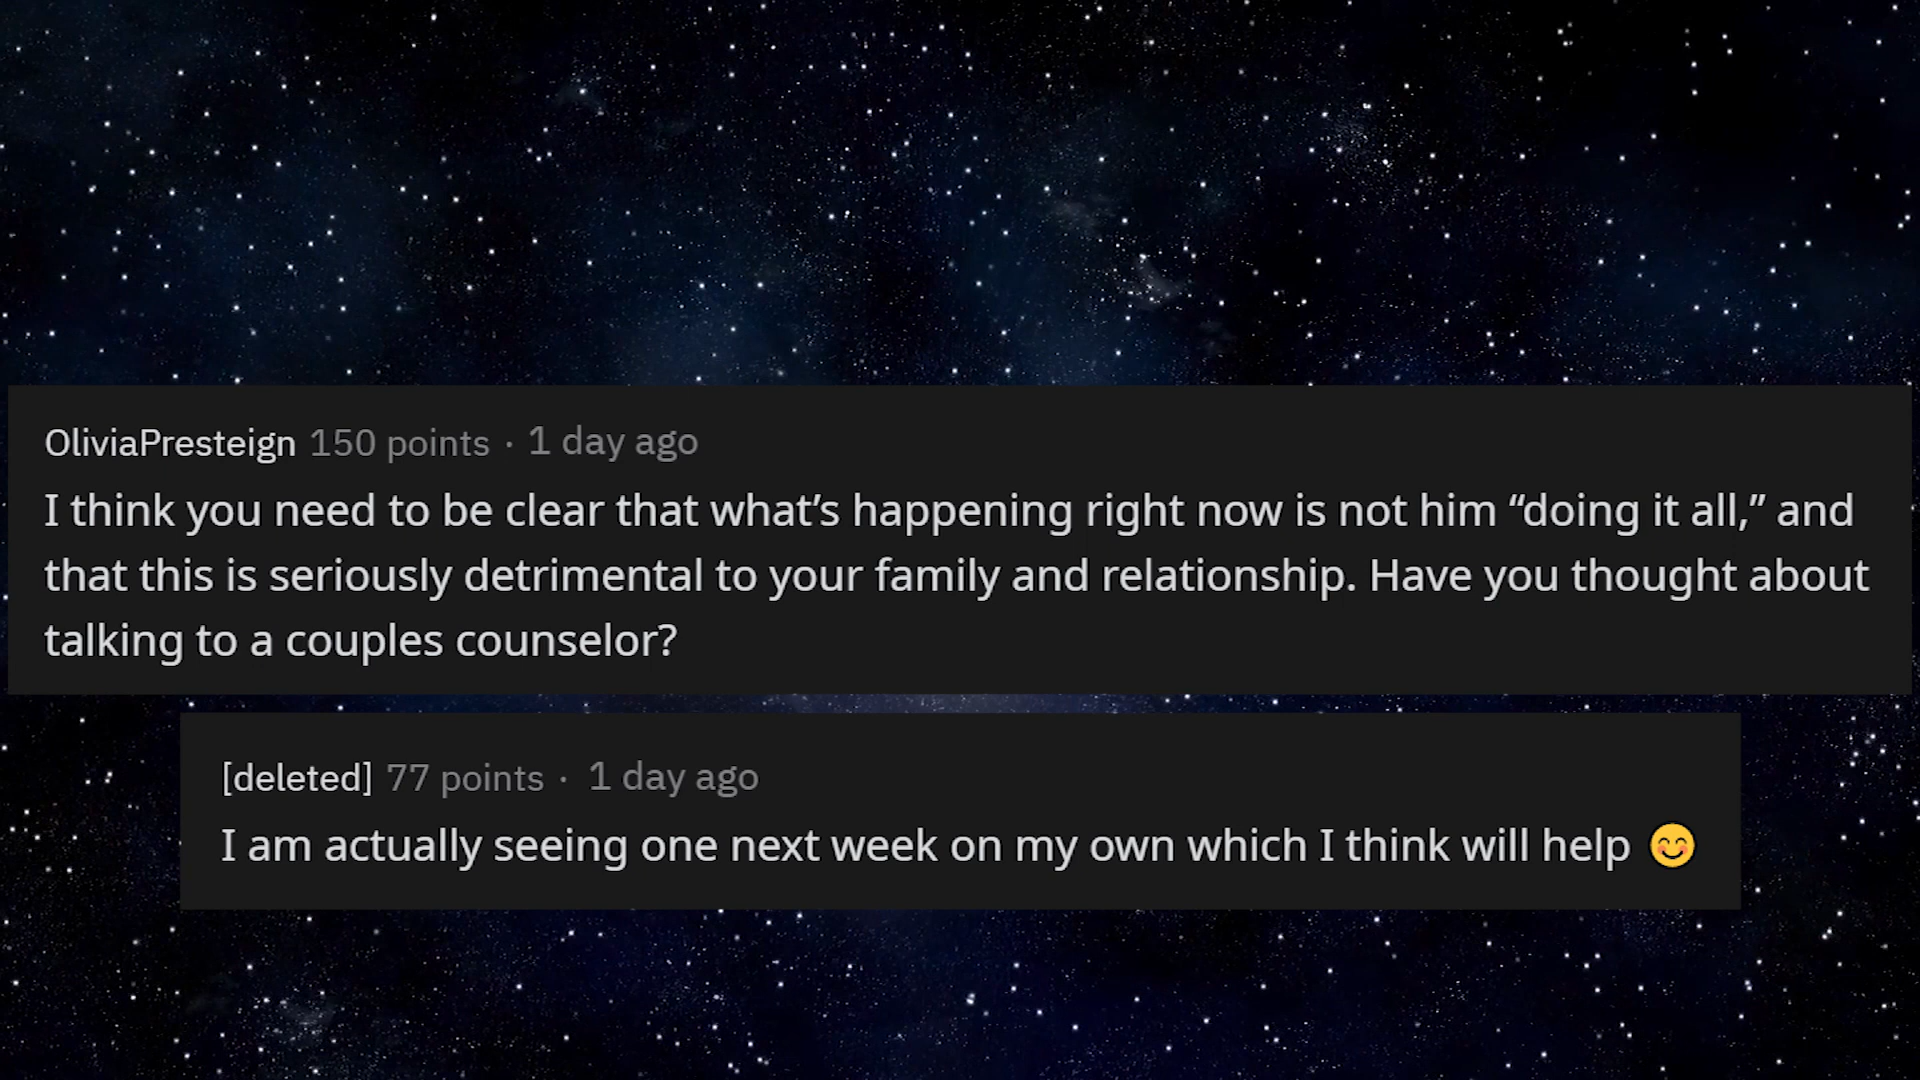 OliviaPresteign 150 points · 1 day ago
I think you need to be clear that what’s happening right now is not him “doing it all,” and
that this is seriously detrimental to your family and relationship. Have you thought about
talking to a couples counselor?
[deleted] 77 points · 1 day ago
I am actually seeing one next week on my own which I think will help 😊